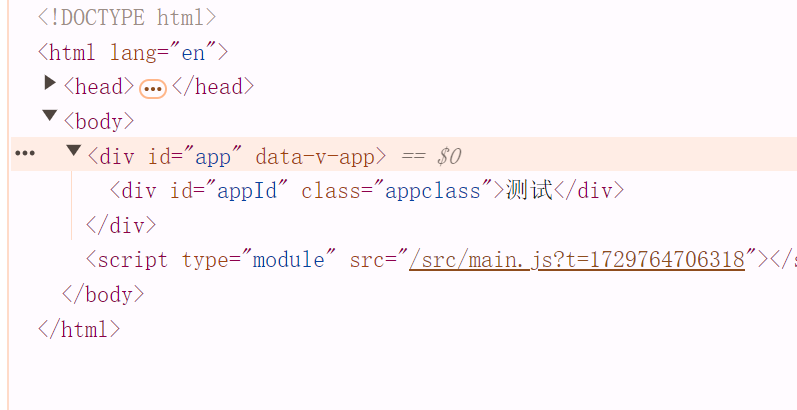 <!DOCTYPE html>
<html lang="en">
<head>•••</head>
<body>
••• <div id="app" data-v-app> == $0
<div id="appId" class="appclass">测试</div>
</div>
<script type="module" src="/src/main.js?t=1729764706318"></s
</body>
</html>